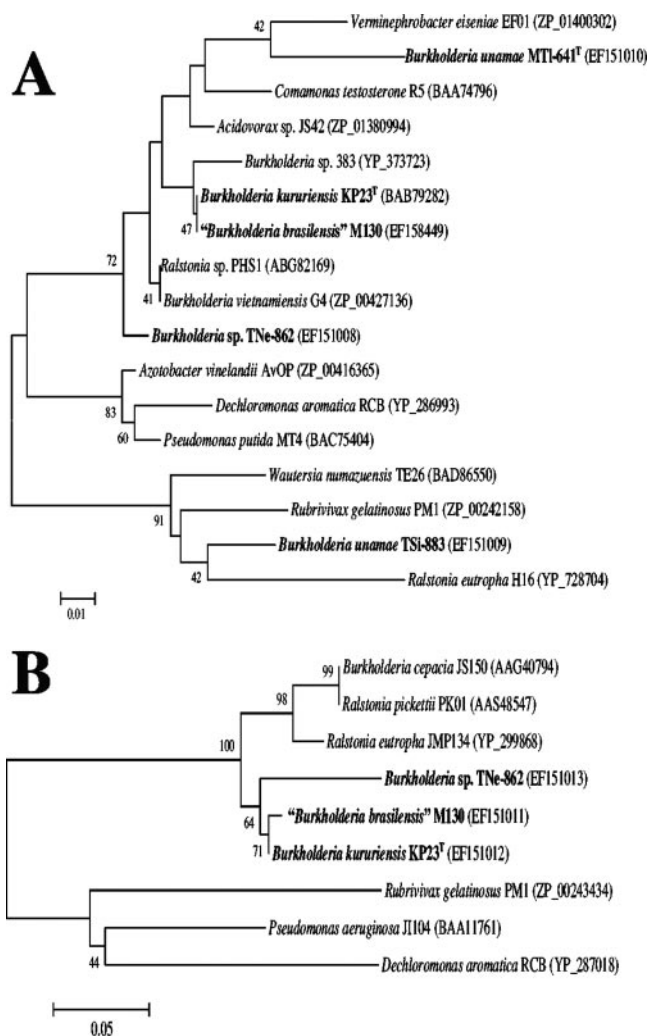 A
42
Verminephrobacter eiseniae EF01 (ZP_01400302)
Burkholderia unamae MTl-641T (EF151010)
Comamonas testosterone R5 (BAA74796)
Acidovorax sp. JS42 (ZP_01380994)
Burkholderia sp. 383 (YP_373723)
Burkholderia kururiensis KP23T (BAB79282)
47
"Burkholderia brasilensis" M130 (EF158449)
72
Ralstonia sp. PHS1 (ABG82169)
41
Burkholderia vietnamiensis G4 (ZP_00427136)
Burkholderia sp. TNe-862 (EF151008)
Azotobacter vinelandii AvOP (ZP_00416365)
83
Dechloromonas aromatica RCB (YP_286993)
60
Pseudomonas putida MT4 (BAC75404)
Wautersia numazuensis TE26 (BAD86550)
91
Rubrivivax gelatinosus PM1 (ZP_00242158)
Burkholderia unamae TSi-883 (EF151009)
42
Ralstonia eutropha H16 (YP_728704)
0.01
B
99
Burkholderia cepacia JS150 (AAG40794)
98
Ralstonia pickettii PK01 (AAS48547)
Ralstonia eutropha JMP134 (YP_299868)
100
Burkholderia sp. TNe-862 (EF151013)
64
"Burkholderia brasilensis" M130 (EF151011)
71
Burkholderia kururiensis KP23T (EF151012)
Rubrivivax gelatinosus PM1 (ZP_00243434)
Pseudomonas aeruginosa JI104 (BAA11761)
44
Dechloromonas aromatica RCB (YP_287018)
0.05